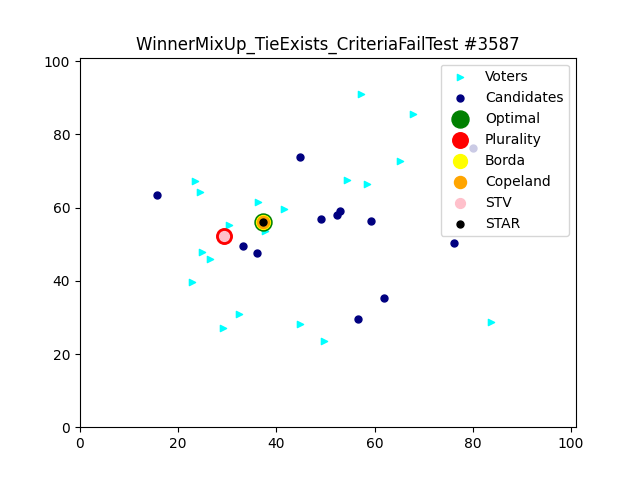 WinnerMixUp_TieExists_CriteriaFailTest #3587
Voters
Candidates
Optimal
Plurality
Borda
Copeland
STV
STAR
100
80
60
40
20
0
0 20 40 60 80 100